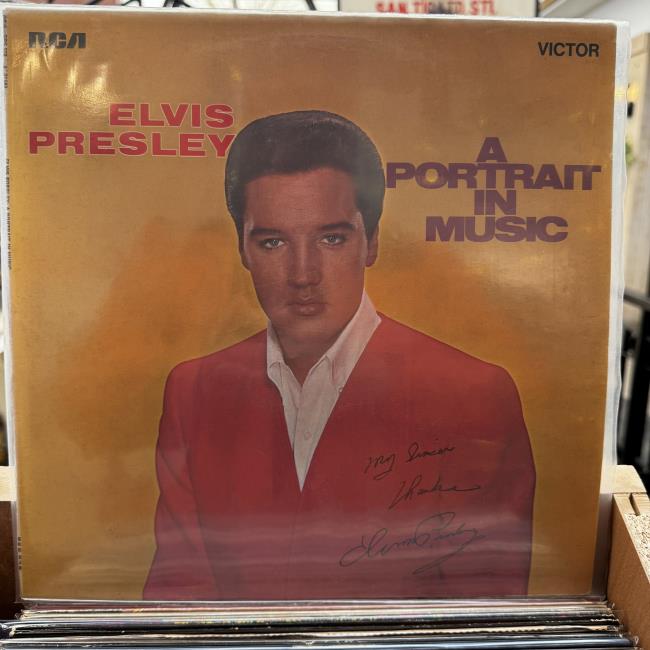 RCA
VICTOR
ELVIS
PRESLEY
A
PORTRAIT
IN
MUSIC
My Sincere
Thanks
Elvis Presley